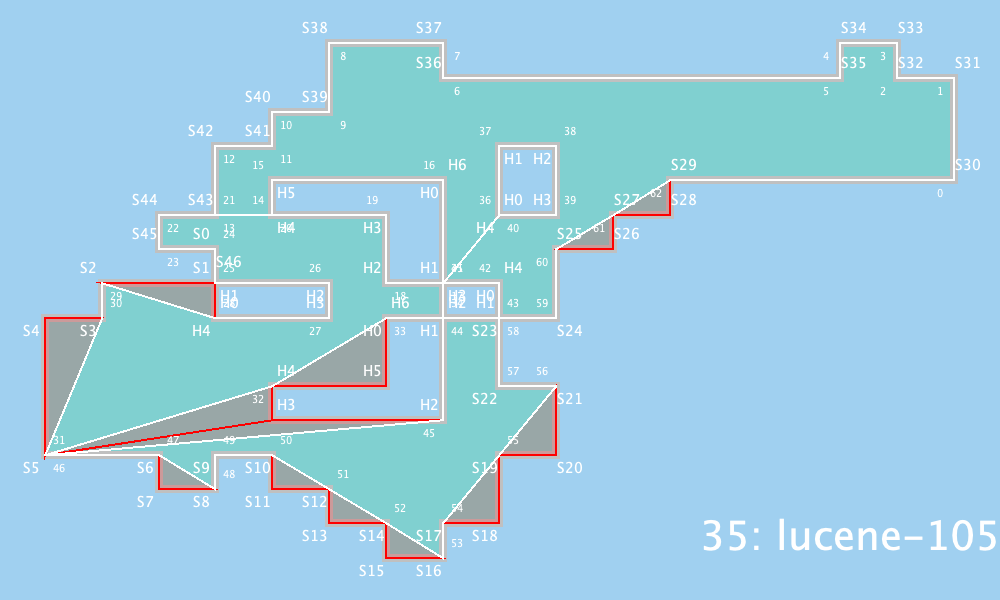 S38 S37 S34 S33
8 7 4 3
S36 S35 S32 S31
6 5 2 1
S40 S39
10 9
S42 S41 37 38
12 15 11 16 H6 H1 H2 S29 S30
H5 H0 62 0
S44 S43 21 14 19 36 H0 H3 39 S27 S28
22 13 H4 H3 H4 40 61
S45 S0 24 S25 S26
23 S46 60
S2 S1 25 26 H2 H1 42 H4
29 H1 H2 18 H0
30 H3 H6 H2 H1 43 59
S4 S3 H4 27 H0 33 H1 44 S23 58 S24
H4 H5 57 56
32 H3 H2 S22 S21
31 47 49 50 45 55
S5 46 S6 S9 48 S10 51 S19 S20
S7 S8 S11 S12 52 54
S13 S14 S17 53 S18
S15 S16
35: lucene-105